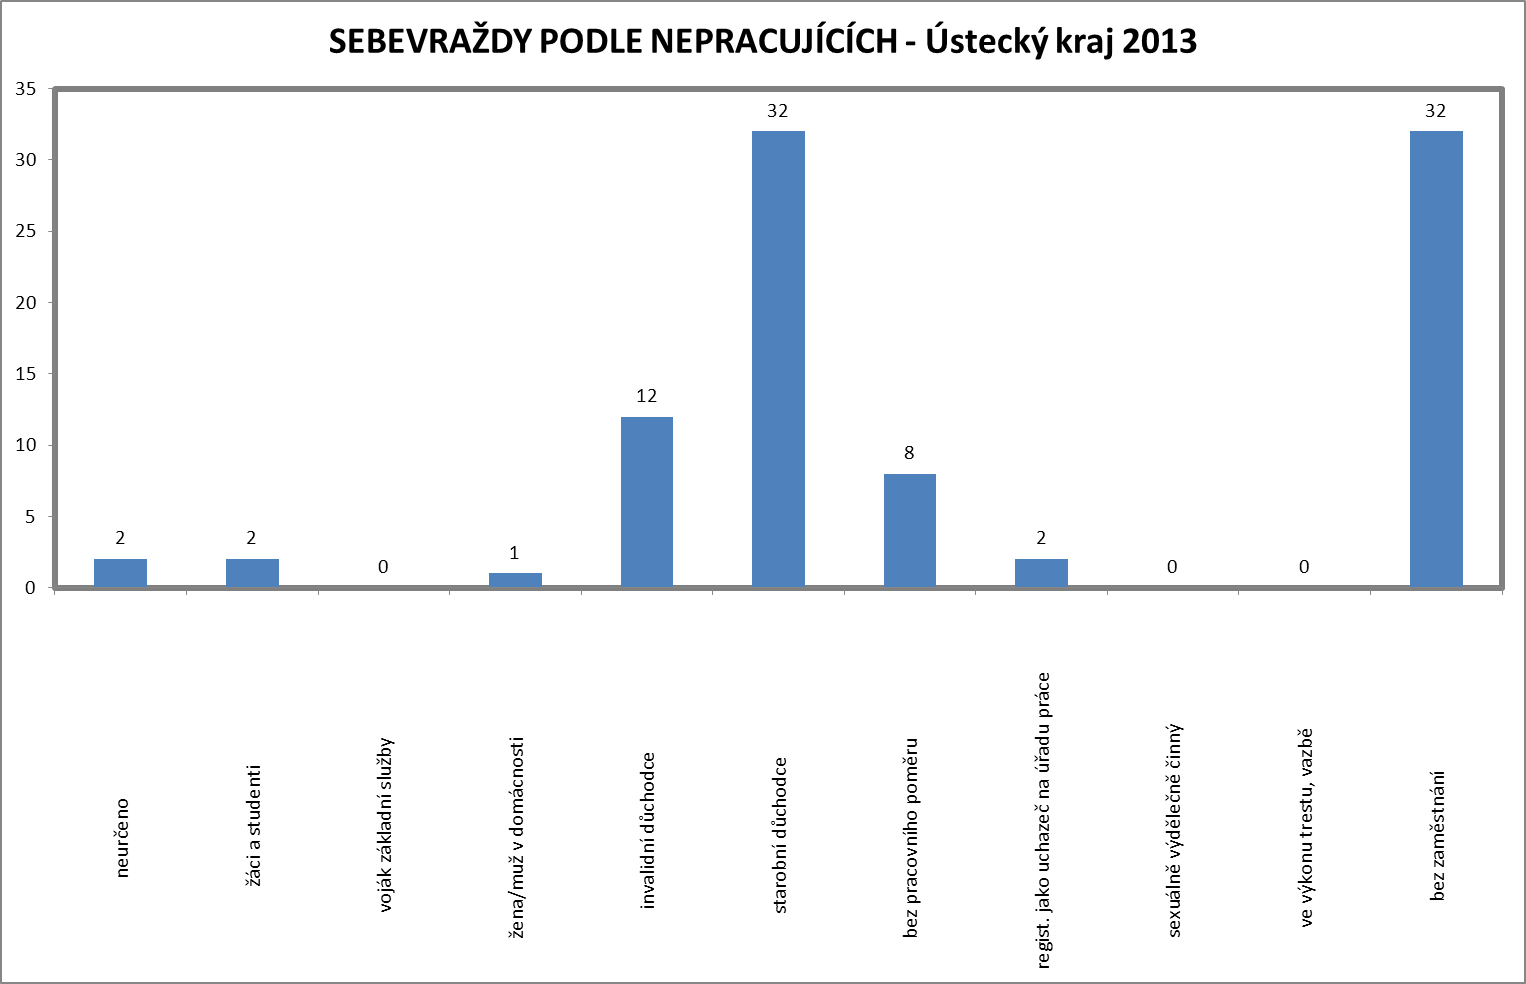 SEBEVRAŽDY PODLE NEPRACUJÍCÍCH - Ústecký kraj 2013
35
30
25
20
15
10
5
0
2
2
0
1
12
32
8
2
0
0
32
neurčeno
žáci a studenti
voják základní služby
žena/muž v domácnosti
invalidní důchodce
starobní důchodce
bez pracovního poměru
regist. jako uchazeč na úřadu práce
sexuálně výdělečně činný
ve výkonu trestu, vazbě
bez zaměstnání